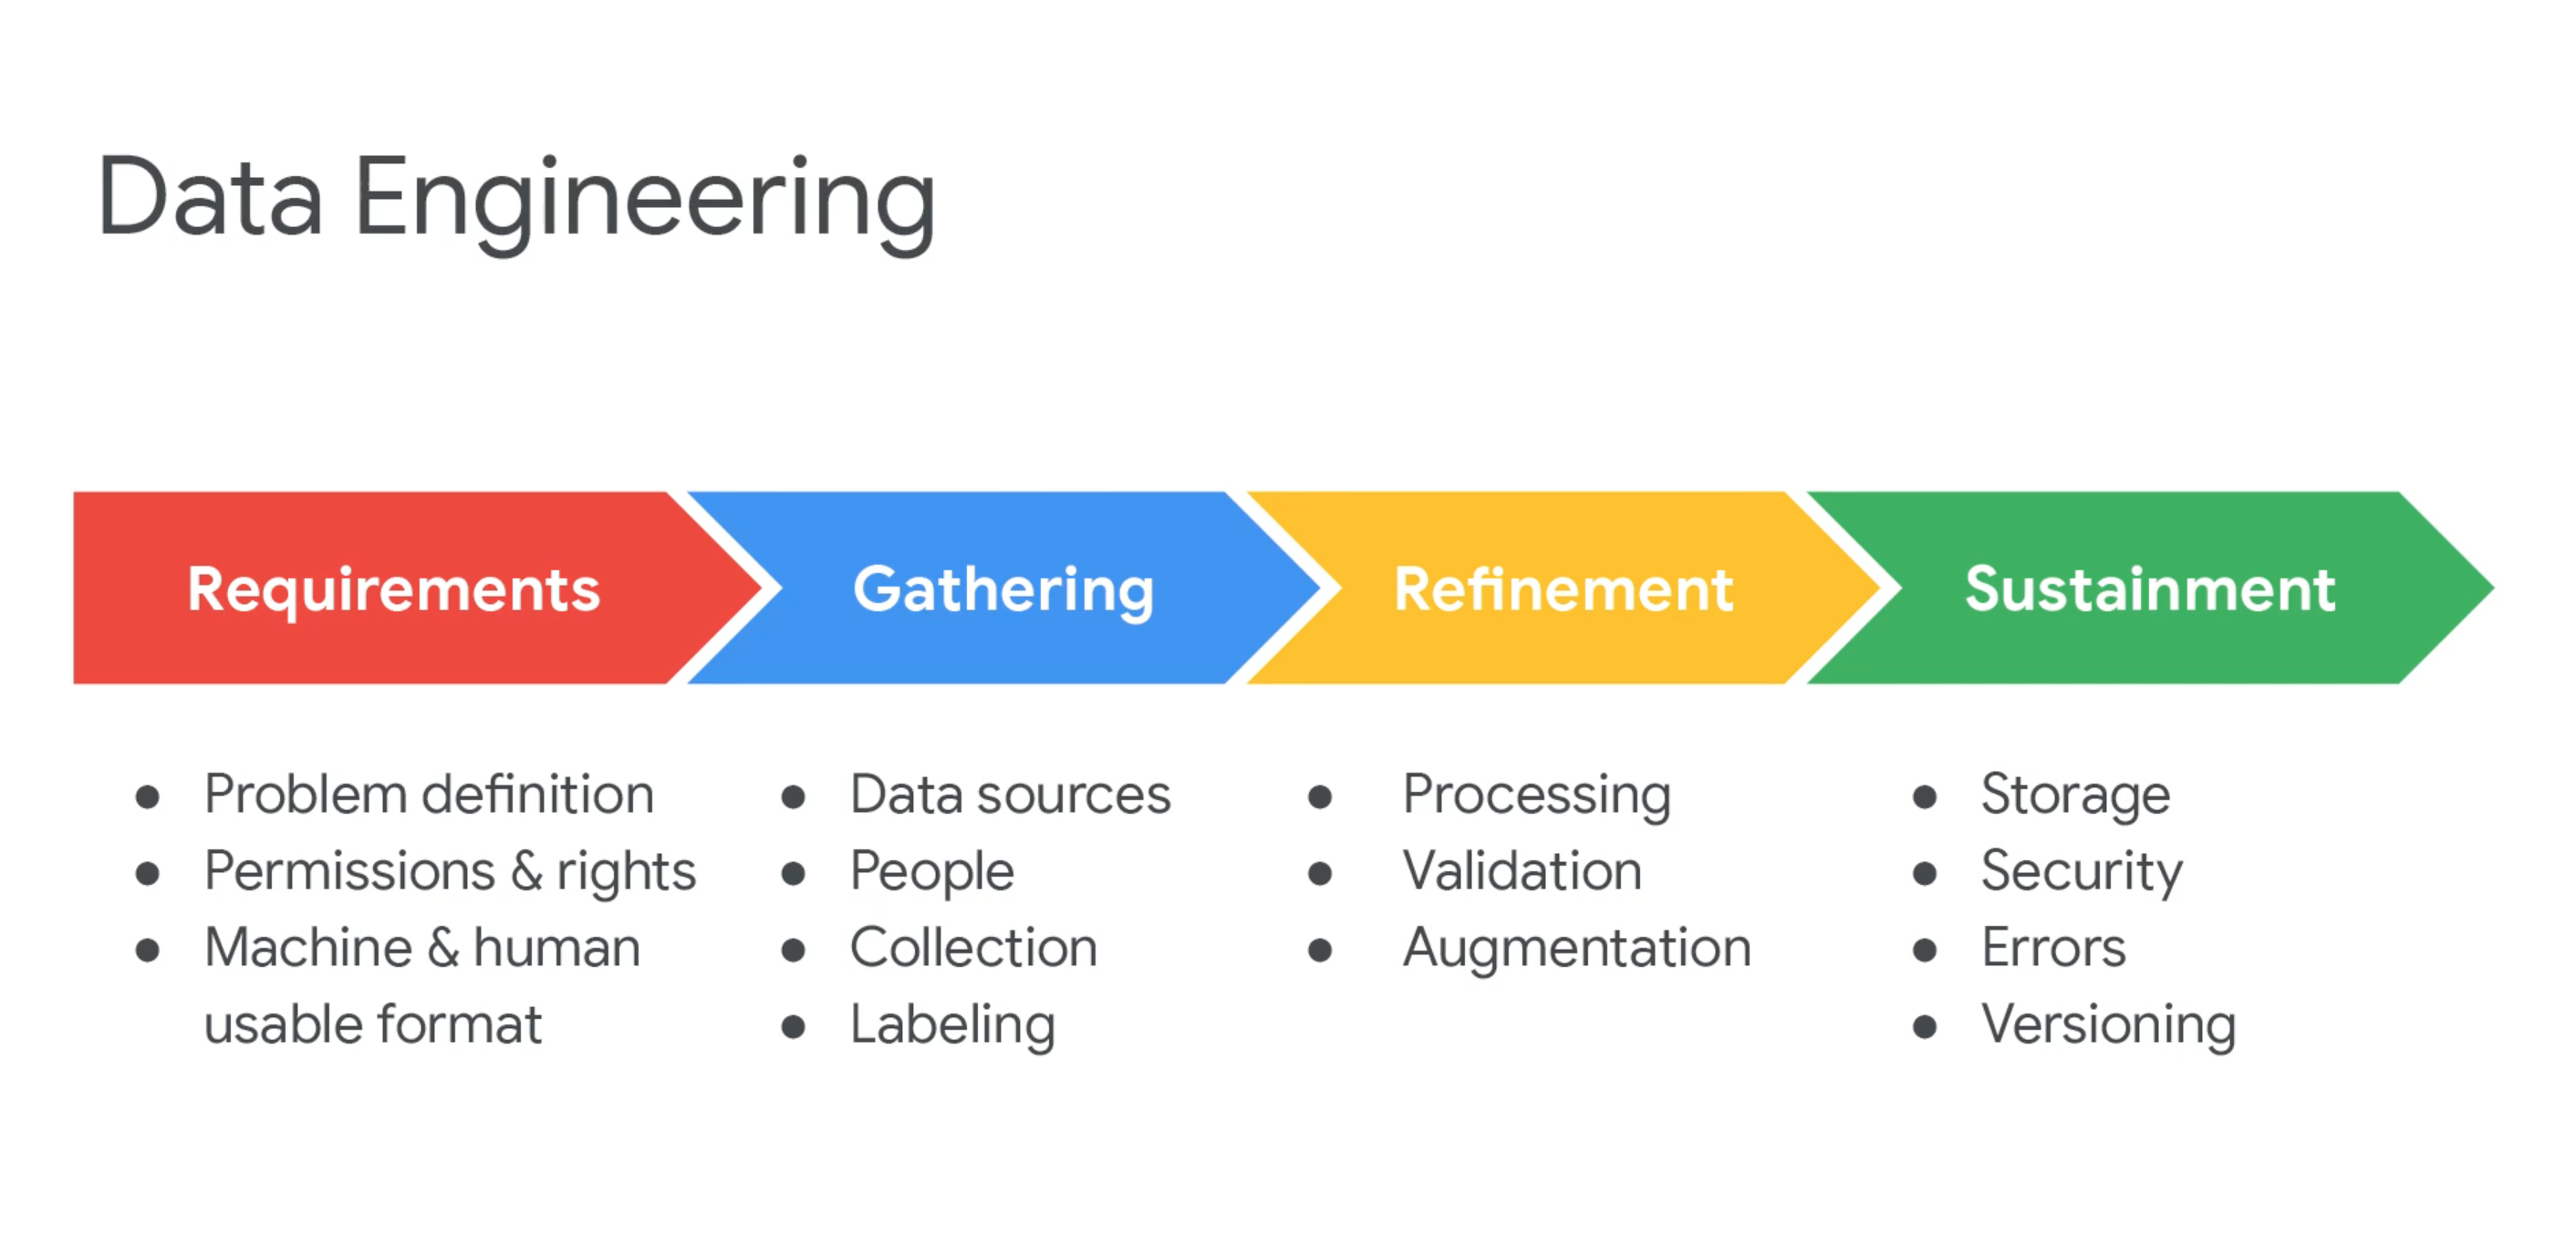 Data Engineering
Requirements
Gathering
Refinement
Sustainment
● Problem definition
● Permissions & rights
● Machine & human
usable format
● Data sources
● People
● Collection
● Labeling
● Processing
● Validation
● Augmentation
● Storage
● Security
● Errors
● Versioning